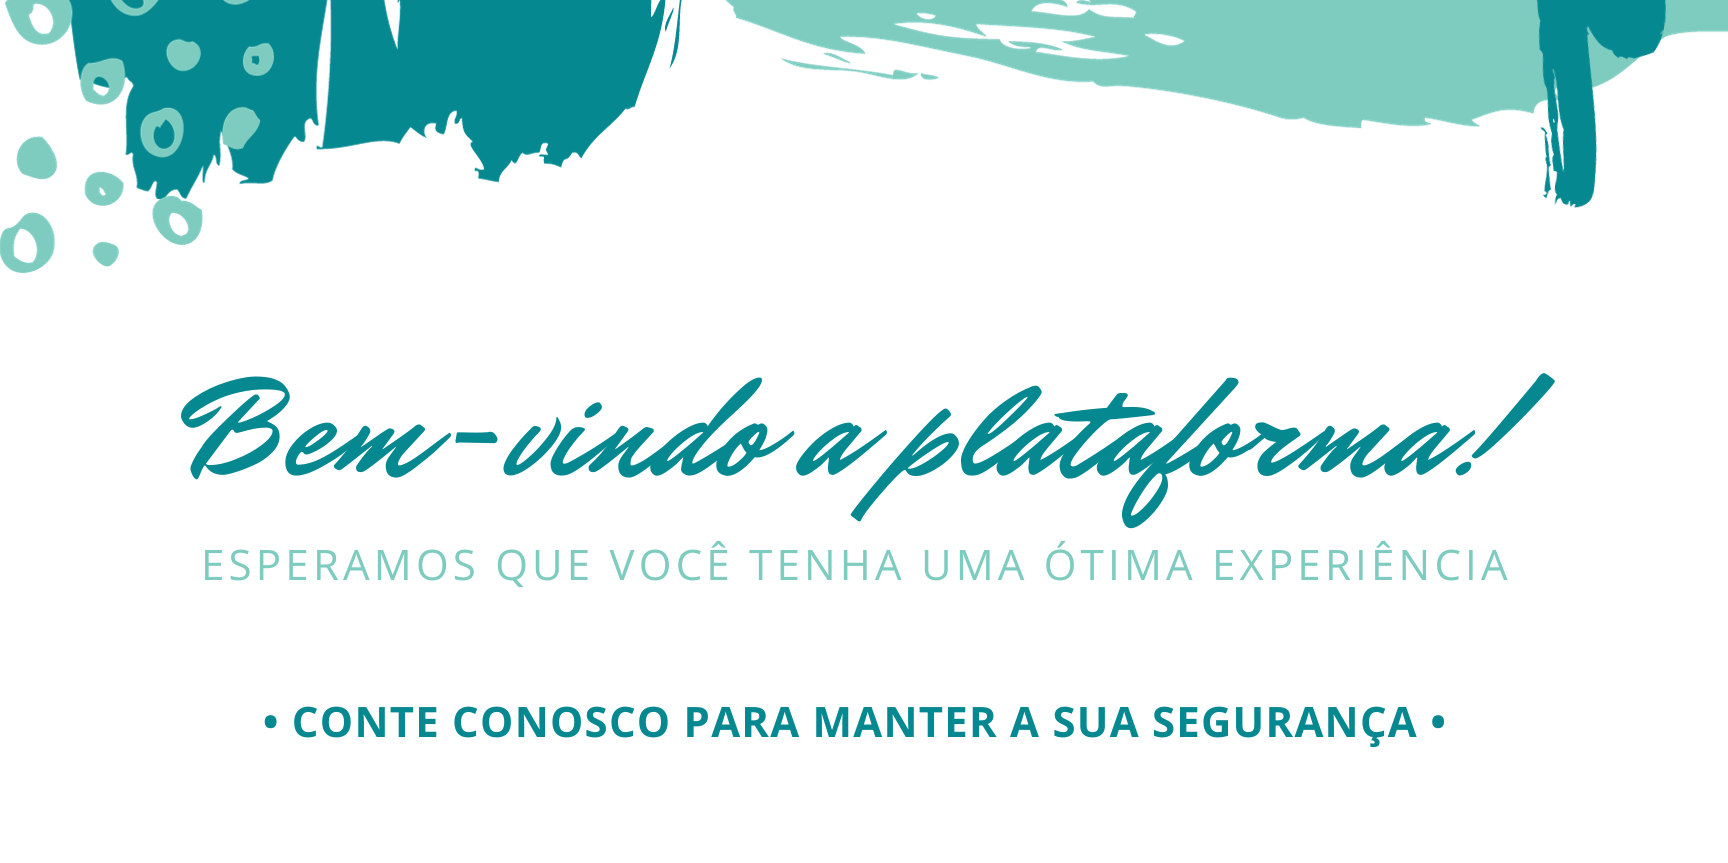 Bem-vindo a plataforma!
ESPERAMOS QUE VOCÊ TENHA UMA ÓTIMA EXPERIÊNCIA
• CONTE CONOSCO PARA MANTER A SUA SEGURANÇA •